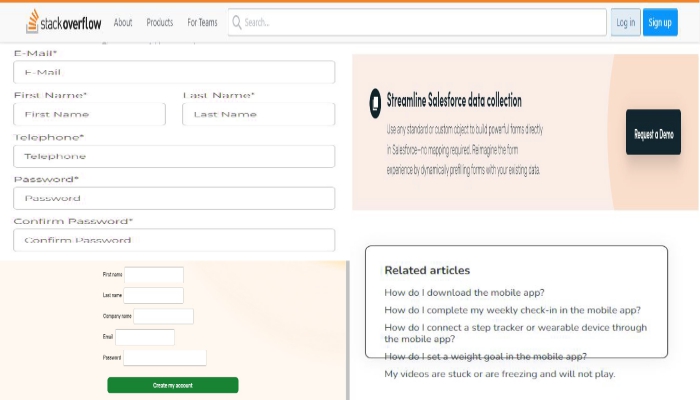 stackoverflow About Products For Teams Search... Log in Sign up
E-Mail*
E-Mail
First Name* Last Name*
First Name Last Name
Telephone*
Telephone
Password*
Password
Confirm Password*
Confirm Password
Streamline Salesforce data collection
Use any standard or custom object to build powerful forms directly
in Salesforce–no mapping required. Reimagine the form
experience by dynamically prefilling forms with your existing data.
Request a Demo
First name
Last name
Company name
Email
Password
Create my account
Related articles
How do I download the mobile app?
How do I complete my weekly check-in in the mobile app?
How do I connect a step tracker or wearable device through
the mobile app?
How do I set a weight goal in the mobile app?
My videos are stuck or are freezing and will not play.